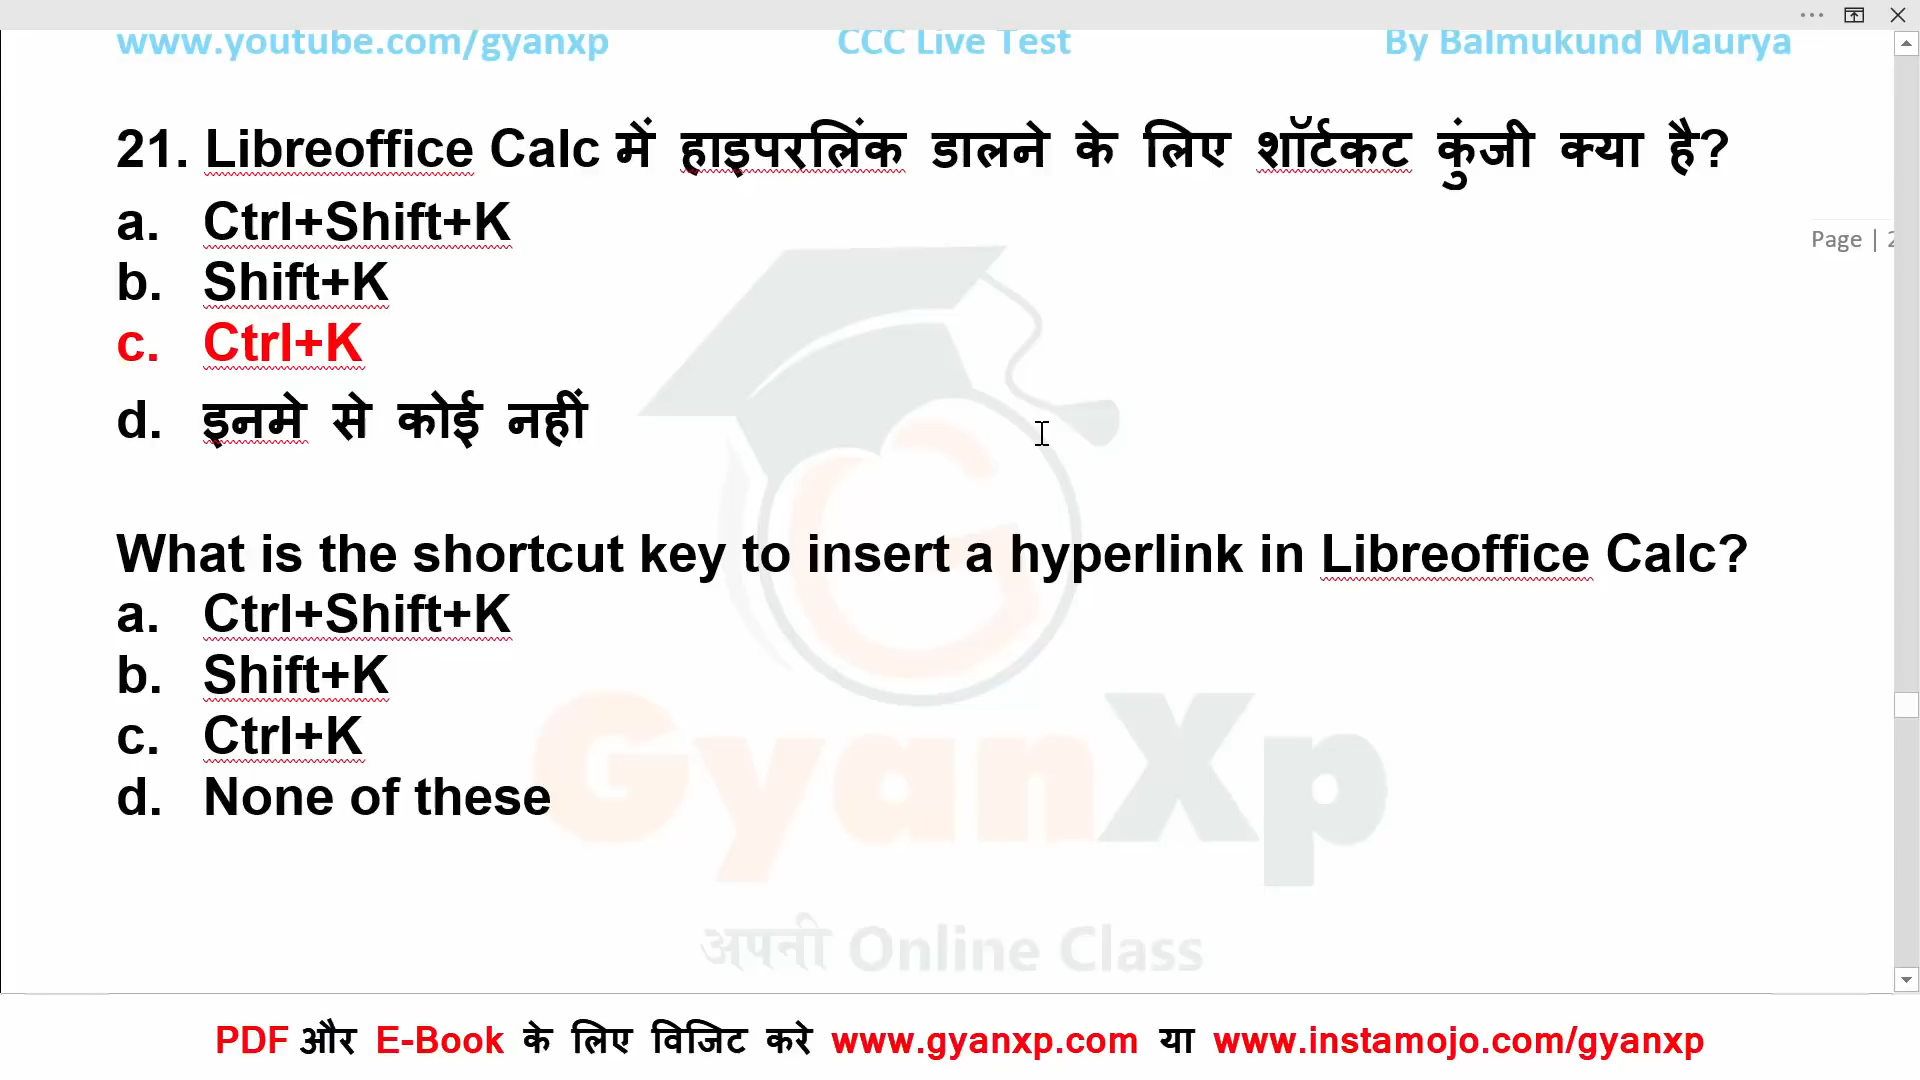 www.youtube.com/gyanxp CCC Live Test By Balmukund Maurya
21. Libreoffice Calc में हाइपरलिंक डालने के लिए शॉर्टकट कुंजी क्या है?
a. Ctrl+Shift+K
Page | 2
b. Shift+K
c. Ctrl+K
d. इनमे से कोई नहीं
What is the shortcut key to insert a hyperlink in Libreoffice Calc?
a. Ctrl+Shift+K
b. Shift+K
c. Ctrl+K
d. None of these
GyanXp
अपनी Online Class
PDF और E-Book के लिए विजिट करे www.gyanxp.com या www.instamojo.com/gyanxp